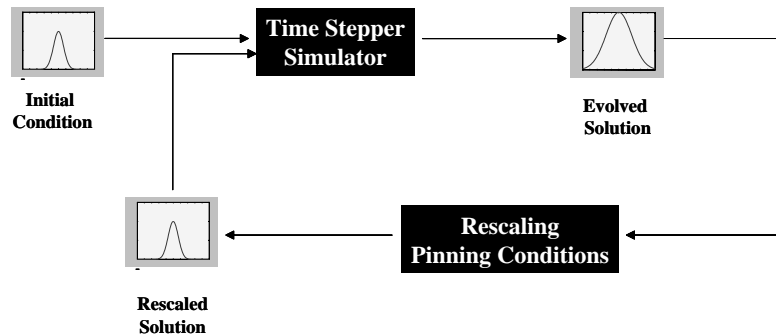 Time Stepper
Simulator
Initial
Condition
Evolved
Solution
Rescaling
Pinning Conditions
Rescaled
Solution